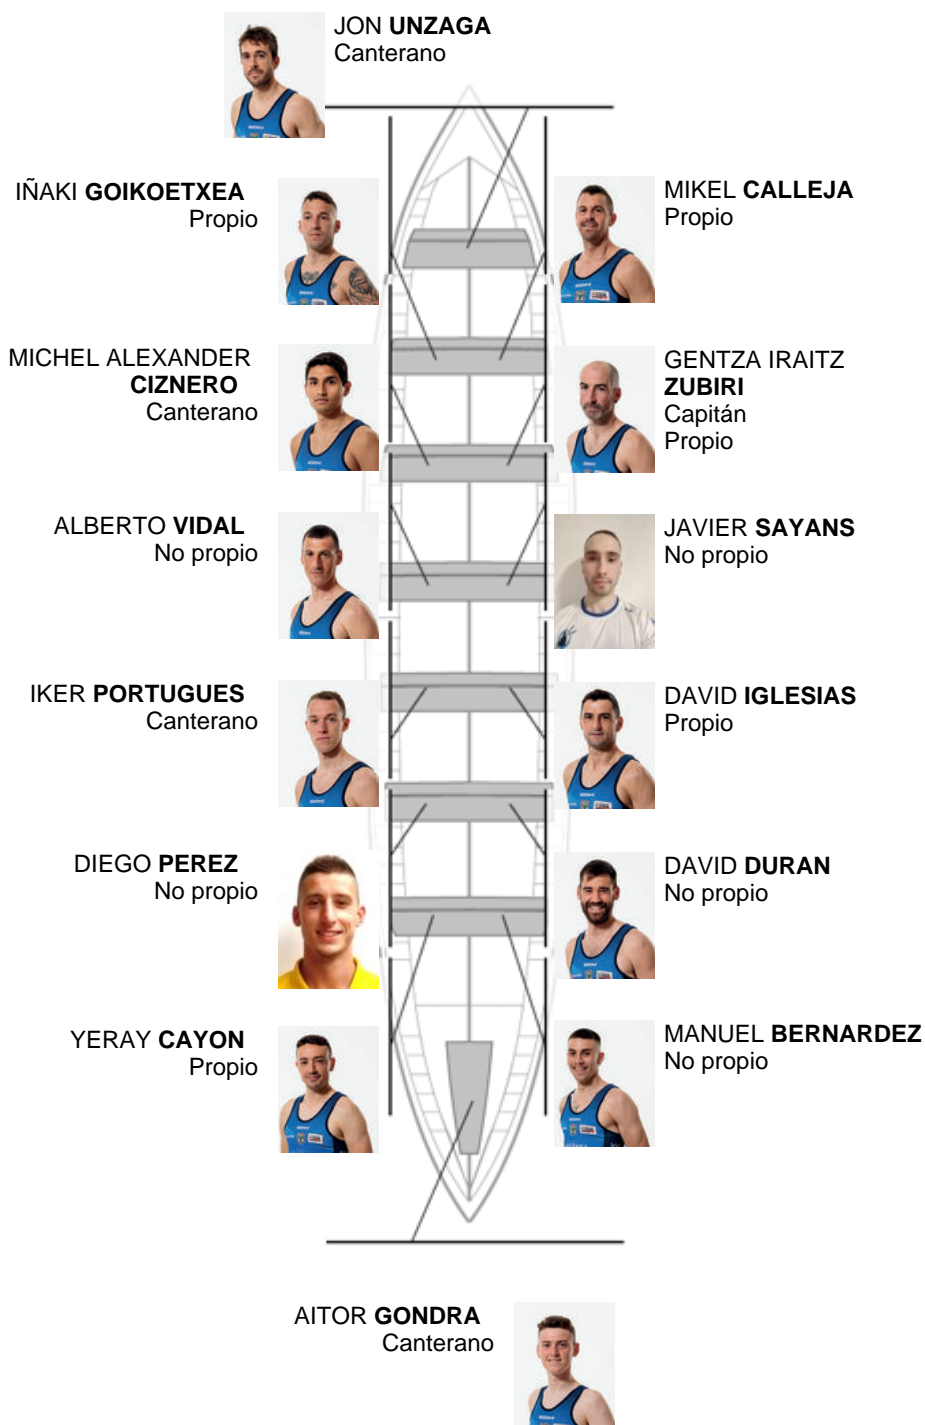 JON UNZAGA
Canterano
IÑAKI GOIKOETXEA
Propio
MIKEL CALLEJA
Propio
MICHEL ALEXANDER
CIZNERO
Canterano
GENTZA IRAITZ
ZUBIRI
Capitán
Propio
ALBERTO VIDAL
No propio
JAVIER SAYANS
No propio
IKER PORTUGUES
Canterano
DAVID IGLESIAS
Propio
DIEGO PEREZ
No propio
DAVID DURAN
No propio
YERAY CAYON
Propio
MANUEL BERNARDEZ
No propio
AITOR GONDRA
Canterano